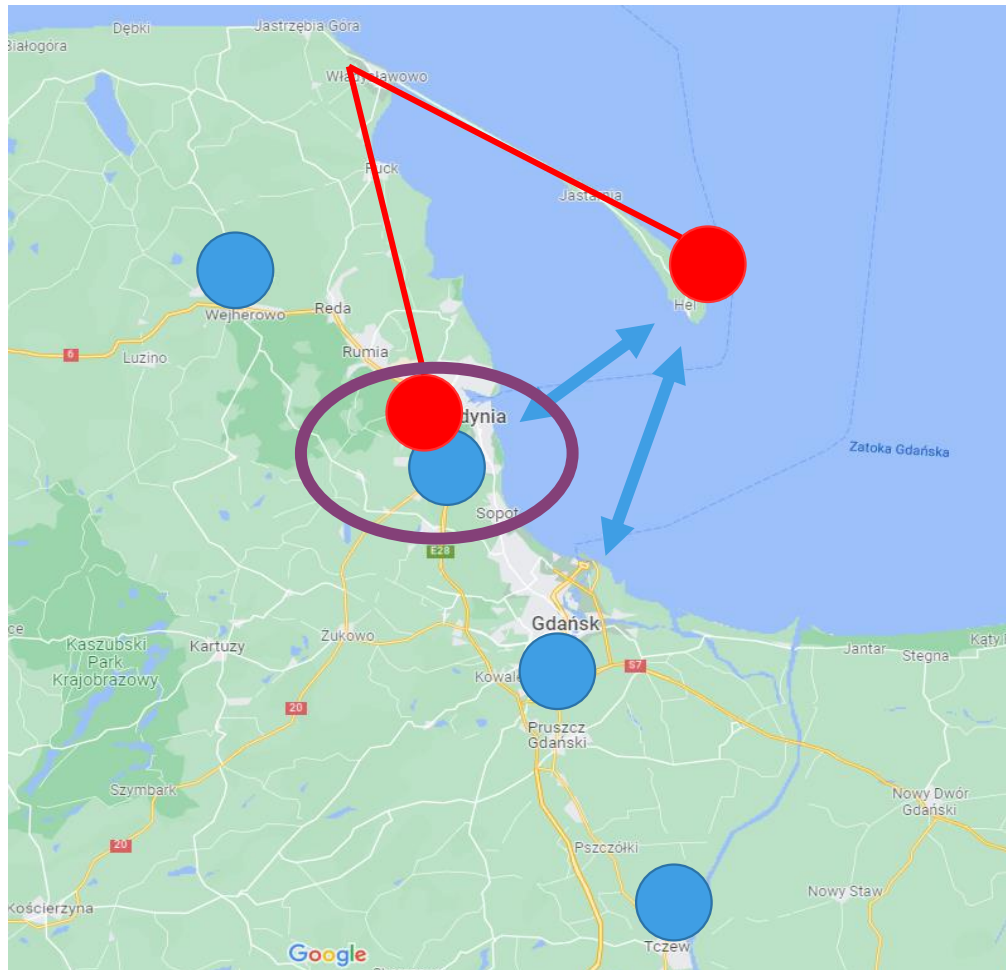 Dębki
Jastrzębia Góra
Białogóra
Władysławowo
Puck
Jastarnia
Hel
Wejherowo
Reda
6
Luzino
Rumia
dynia
Zatoka Gdańska
Sopot
E28
Gdańsk
ce
Kaszubski
Park
Krajobrazowy
Kartuzy
Żukowo
Jantar
Stegna
Kąty
Kowale
S7
20
Pruszcz
Gdański
Szymbark
Nowy Dwór
Gdański
20
Pszczółki
Nowy Staw
Kościerzyna
Google
Tczew